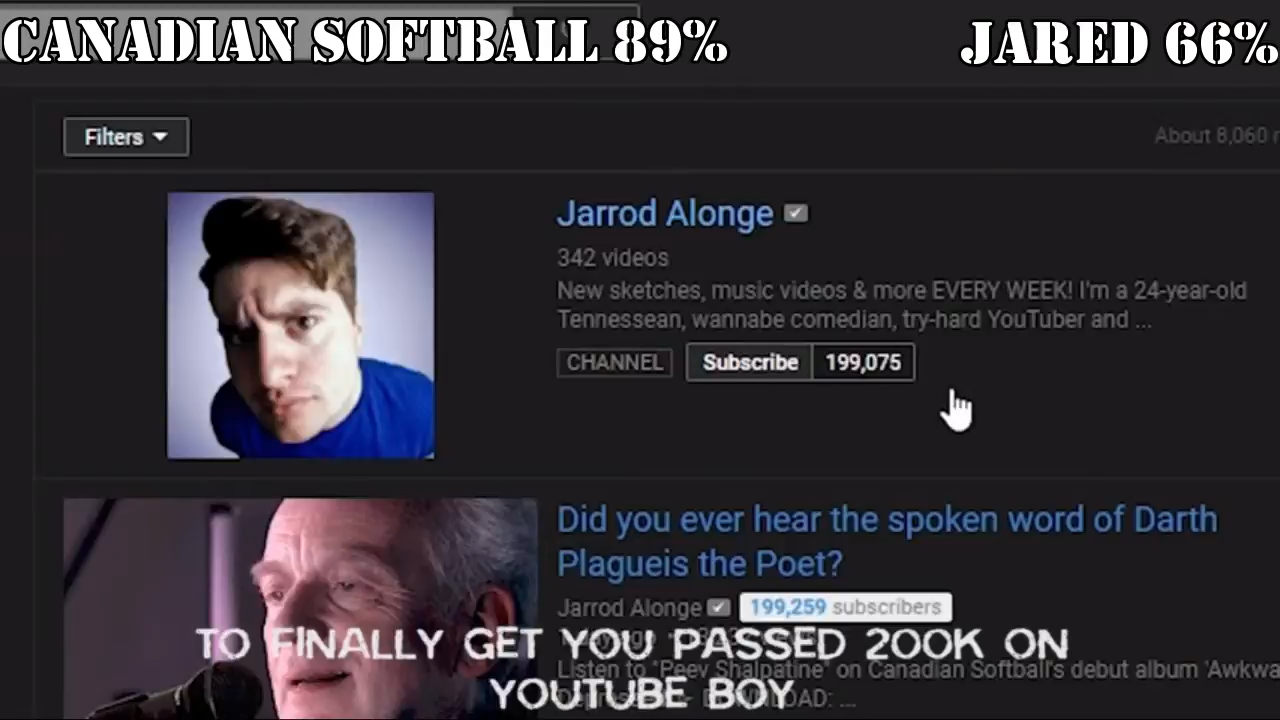 CANADIAN SOFTBALL 89%
JARED 66%
Filters
About 8,060
Jarrod Alonge
342 videos
New sketches, music videos & more EVERY WEEK! I'm a 24-year-old
Tennessean, wannabe comedian, try-hard YouTuber and ...
CHANNEL Subscribe 199,075
Did you ever hear the spoken word of Darth
Plagueis the Poet?
Jarrod Alonge 199,259 subscribers
TO FINALLY GET YOU PASSED 200K ON
Listen to "Peev Shalpatine" on Canadian Softball's debut album 'Awkwa
YOUTUBE BOY